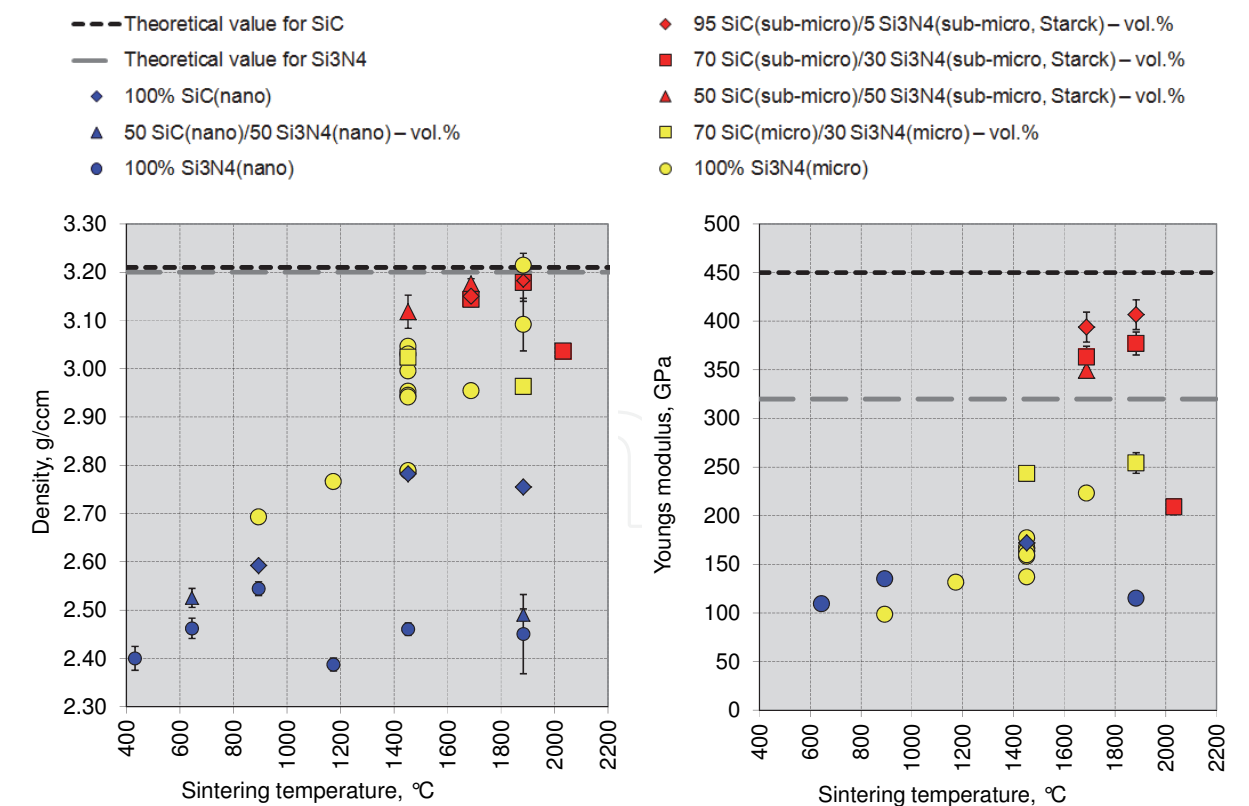 Theoretical value for SiC
Theoretical value for Si3N4
100% SiC(nano)
50 SiC(nano)/50 Si3N4(nano) – vol.%
100% Si3N4(nano)
95 SiC(sub-micro)/5 Si3N4(sub-micro, Starck) – vol.%
70 SiC(sub-micro)/30 Si3N4(sub-micro, Starck) – vol.%
50 SiC(sub-micro)/50 Si3N4(sub-micro, Starck) – vol.%
70 SiC(micro)/30 Si3N4(micro) – vol.%
100% Si3N4(micro)
Density, g/ccm
3.30
3.20
3.10
3.00
2.90
2.80
2.70
2.60
2.50
2.40
2.30
400 600 800 1000 1200 1400 1600 1800 2000 2200
Sintering temperature, °C
Youngs modulus, GPa
500
450
400
350
300
250
200
150
100
50
0
400 600 800 1000 1200 1400 1600 1800 2000 2200
Sintering temperature, °C